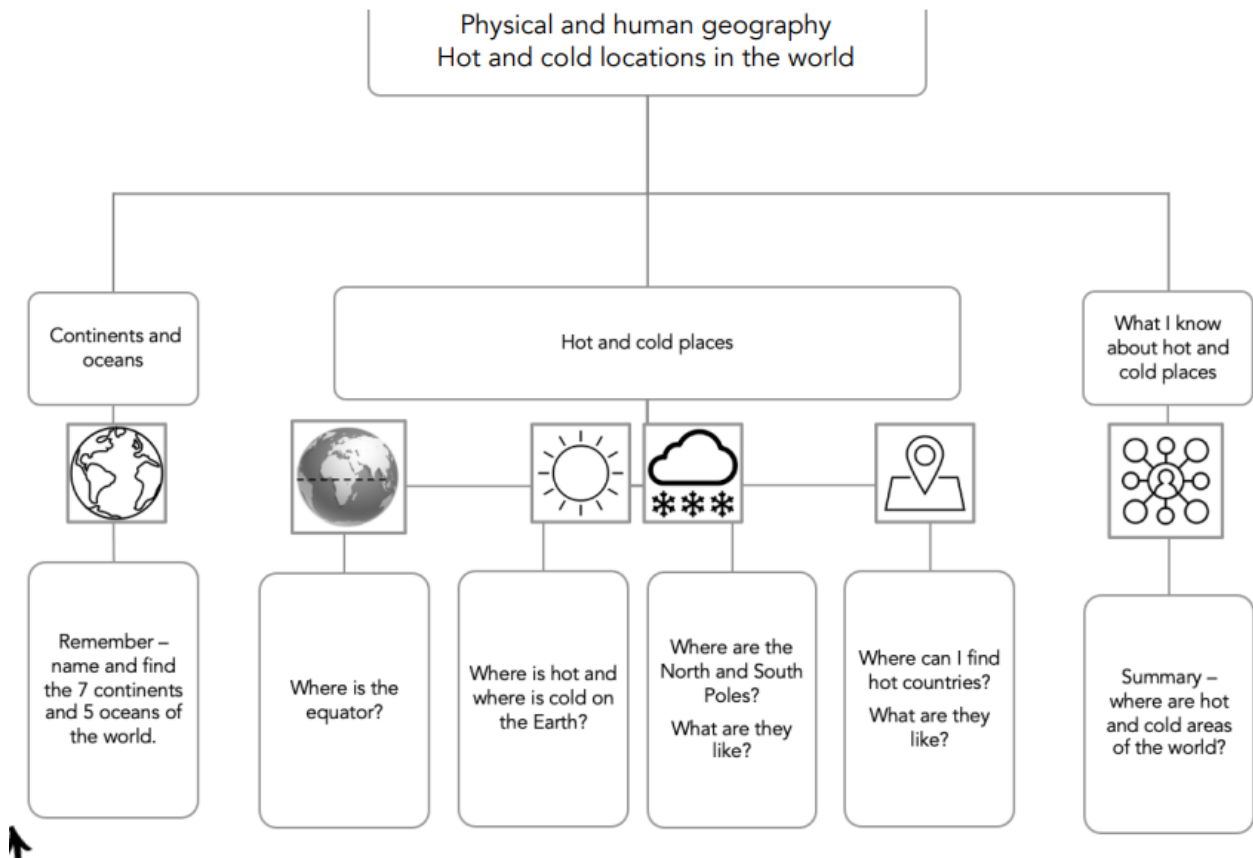 Physical and human geography
Hot and cold locations in the world
Continents and
oceans
Hot and cold places
What I know
about hot and
cold places
Remember –
name and find
the 7 continents
and 5 oceans of
the world.
Where is the
equator?
Where is hot and
where is cold on
the Earth?
Where are the
North and South
Poles?
What are they
like?
Where can I find
hot countries?
What are they
like?
Summary –
where are hot
and cold areas
of the world?